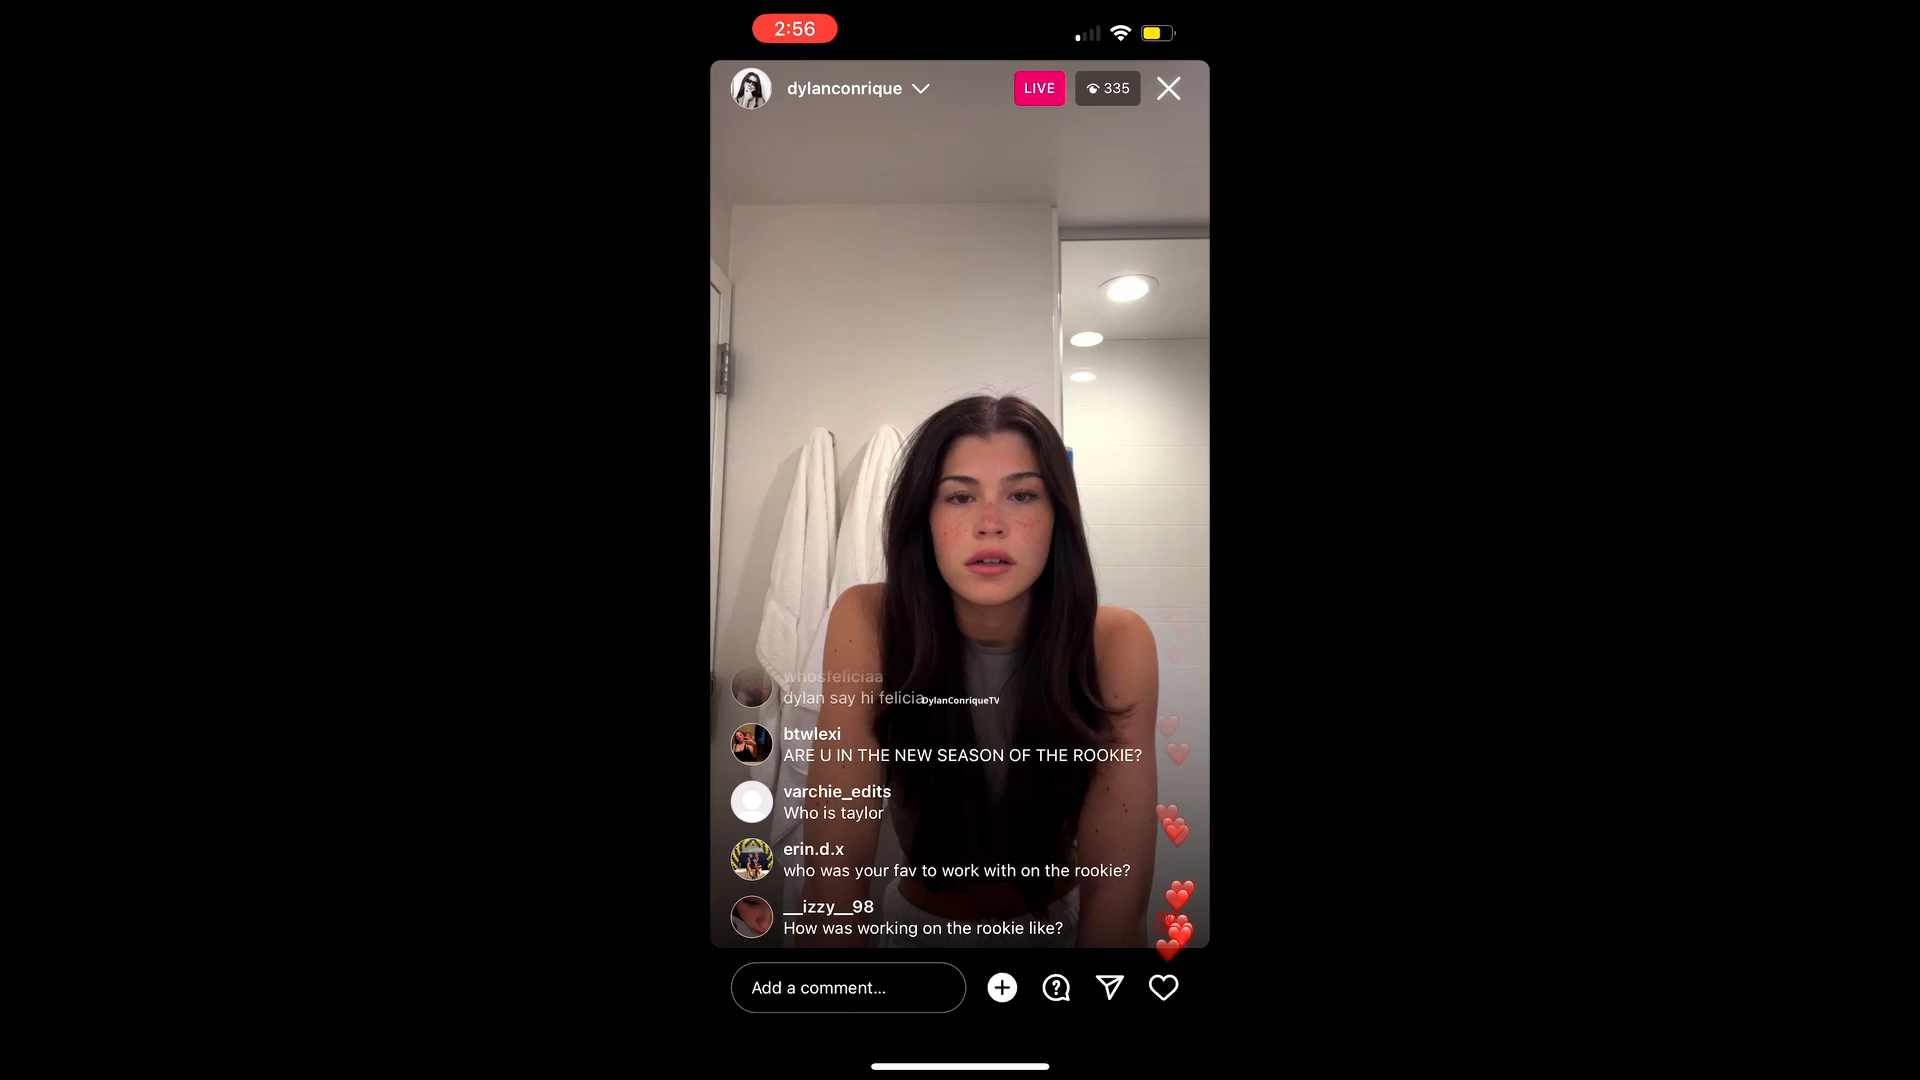 2:56
dylanconrique
LIVE
335
whosfeliciaa
dylan say hi felicia
DylanConriqueTV
btwlexi
ARE U IN THE NEW SEASON OF THE ROOKIE?
varchie_edits
Who is taylor
erin.d.x
who was your fav to work with on the rookie?
__izzy__98
How was working on the rookie like?
Add a comment...